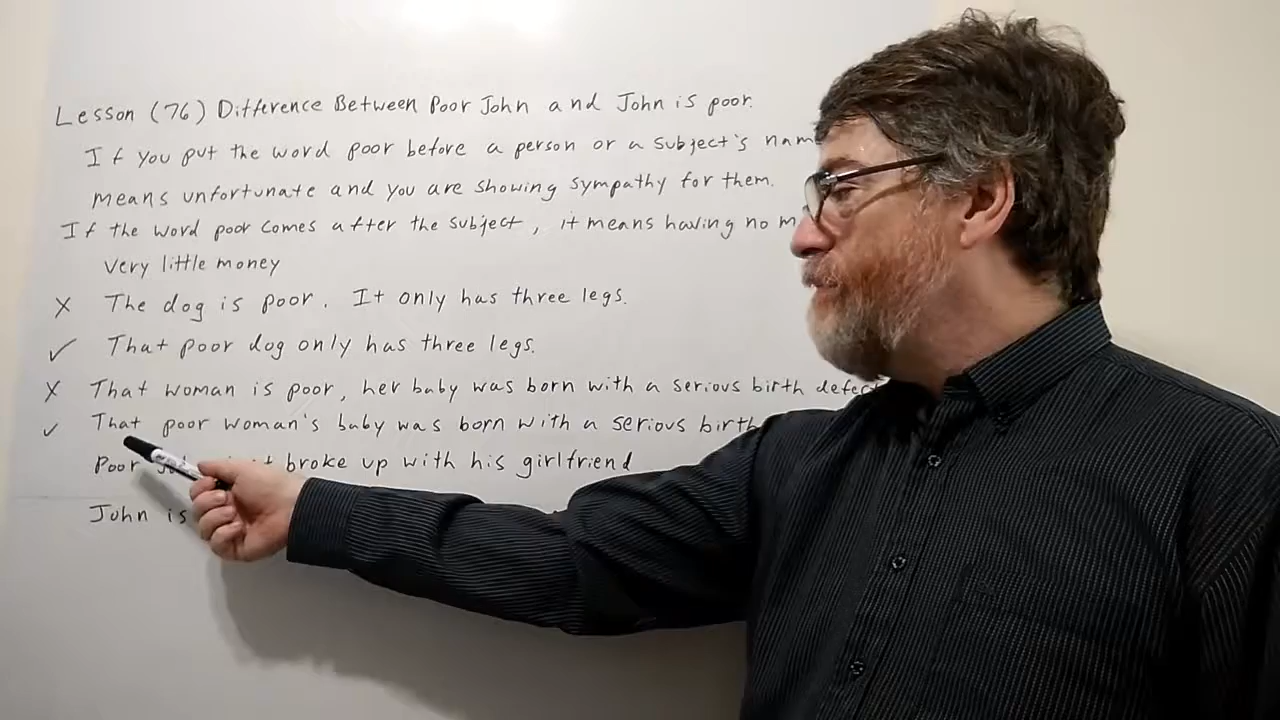 Lesson (76) Difference Between Poor John and John is poor.
If you put the word poor before a person or a subject's
means unfortunate and you are showing sympathy for them.
If the word poor comes after the subject, it means having no
very little money
X The dog is poor. It only has three legs.
✓ That poor dog only has three legs.
X That woman is poor, her baby was born with a serious birth defect
✓ That poor woman's baby was born with a serious birth
Poor broke up with his girlfriend
John is